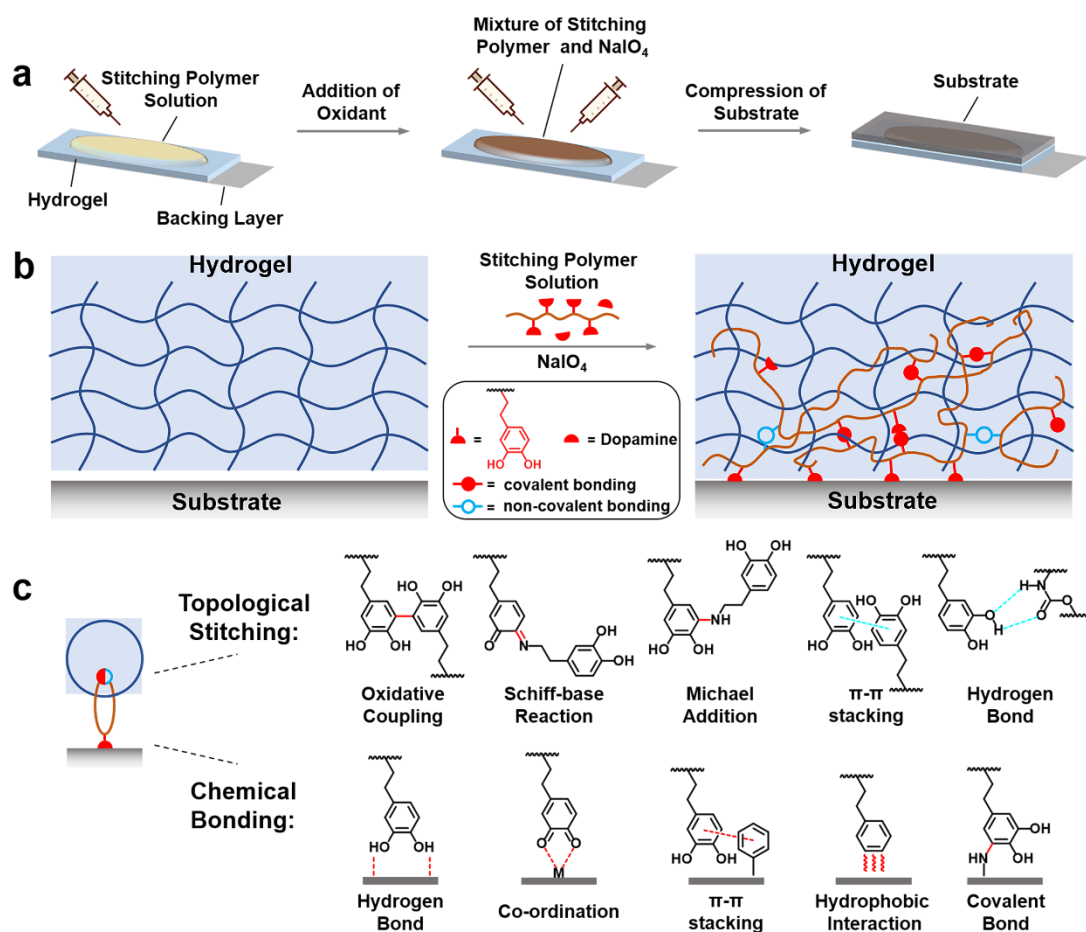 a
Stitching Polymer
Solution
Hydrogel
Backing Layer
Addition of
Oxidant
Mixture of Stitching
Polymer and NaIO4
Compression of
Substrate
Substrate
b
Hydrogel
Substrate
Stitching Polymer
Solution
NaIO4
=
HO OH
= Dopamine
= covalent bonding
= non-covalent bonding
Hydrogel
Substrate
c
Topological
Stitching:
HO OH
HO
OH
Oxidative
Coupling
O
N
OH
OH
Schiff-base
Reaction
HO OH
NH
HO OH
Michael
Addition
HO OH
HO OH
π-π
stacking
H N
O
H
OH
O
O
Hydrogen
Bond
Chemical
Bonding:
HO OH
Hydrogen
Bond
O O
M
Co-ordination
HO OH
π-π
stacking
Hydrophobic
Interaction
OH
HN OH
Covalent
Bond